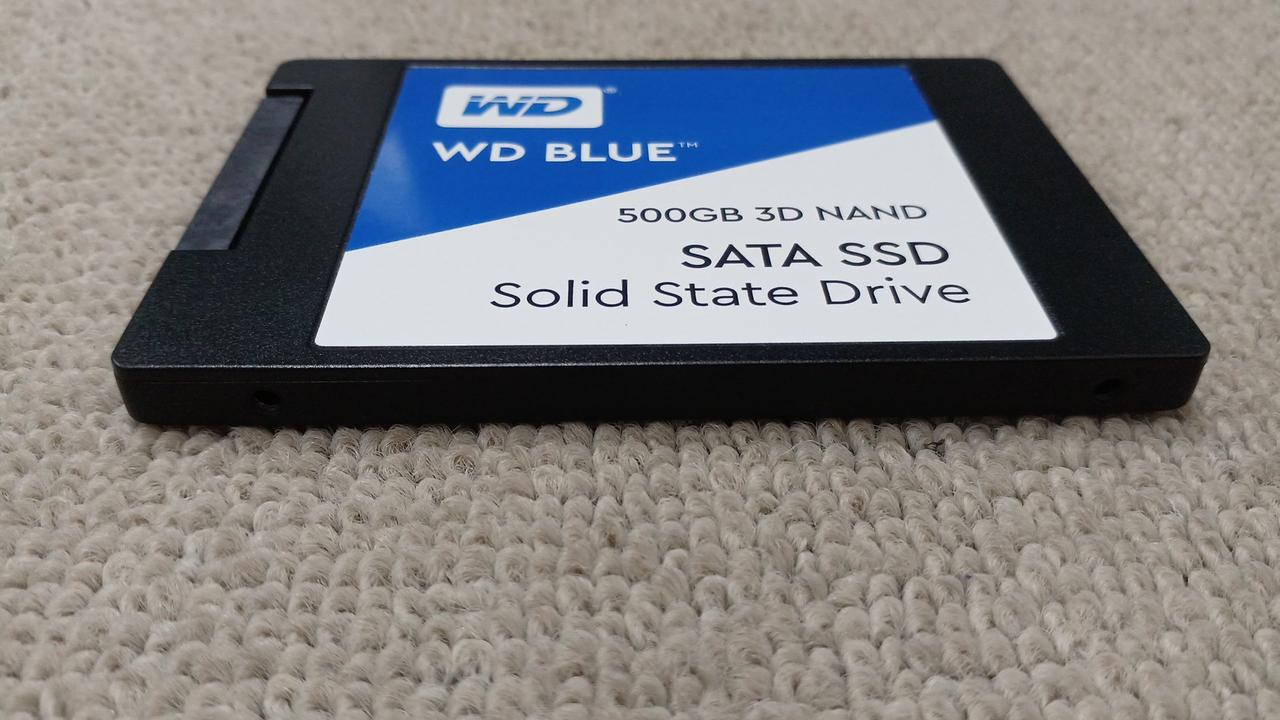 WD®
WD BLUE™
500GB 3D NAND
SATA SSD
Solid State Drive